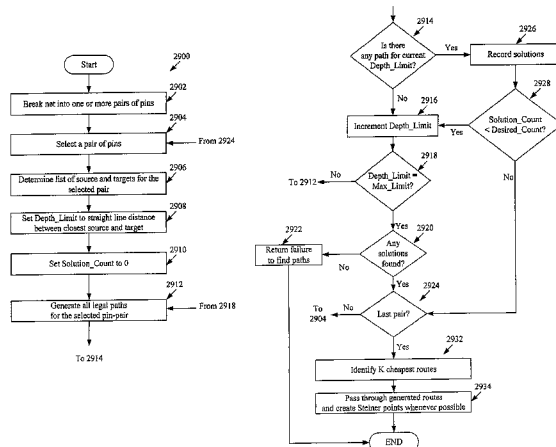 2900
Start
2902
Break net into one or more pairs of pins
2904
Select a pair of pins
From 2924
2906
Determine list of source and targets for the
selected pair
2908
Set Depth_Limit to straight line distance
between closest source and target
2910
Set Solution_Count to 0
2912
Generate all legal paths
for the selected pin-pair
From 2918
To 2914
2914
Is there
any path for current
Depth_Limit?
Yes
No
2926
Record solutions
2928
Solution_Count
< Desired_Count?
Yes
No
2916
Increment Depth_Limit
2918
Depth_Limit =
Max_Limit?
No
To 2912
Yes
2920
Any
solutions
found?
No
2922
Return failure
to find paths
Yes
2924
Last pair?
No
To
2904
Yes
2932
Identify K cheapest routes
2934
Pass through generated routes
and create Steiner points whenever possible
END